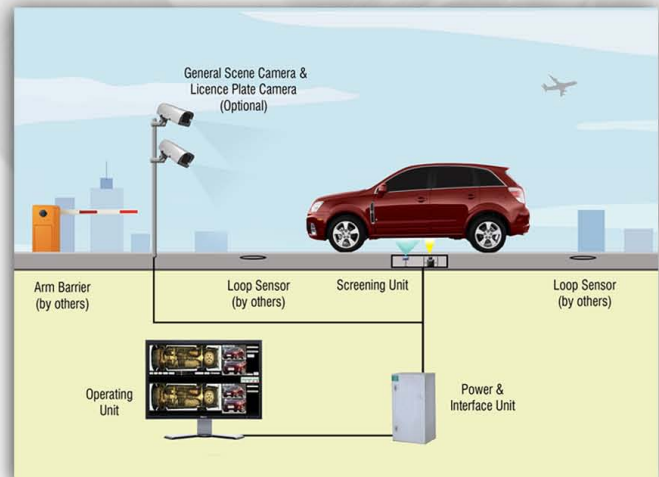 General Scene Camera &
Licence Plate Camera
(Optional)
Arm Barrier
(by others)
Loop Sensor
(by others)
Screening Unit
Loop Sensor
(by others)
Operating
Unit
Power &
Interface Unit